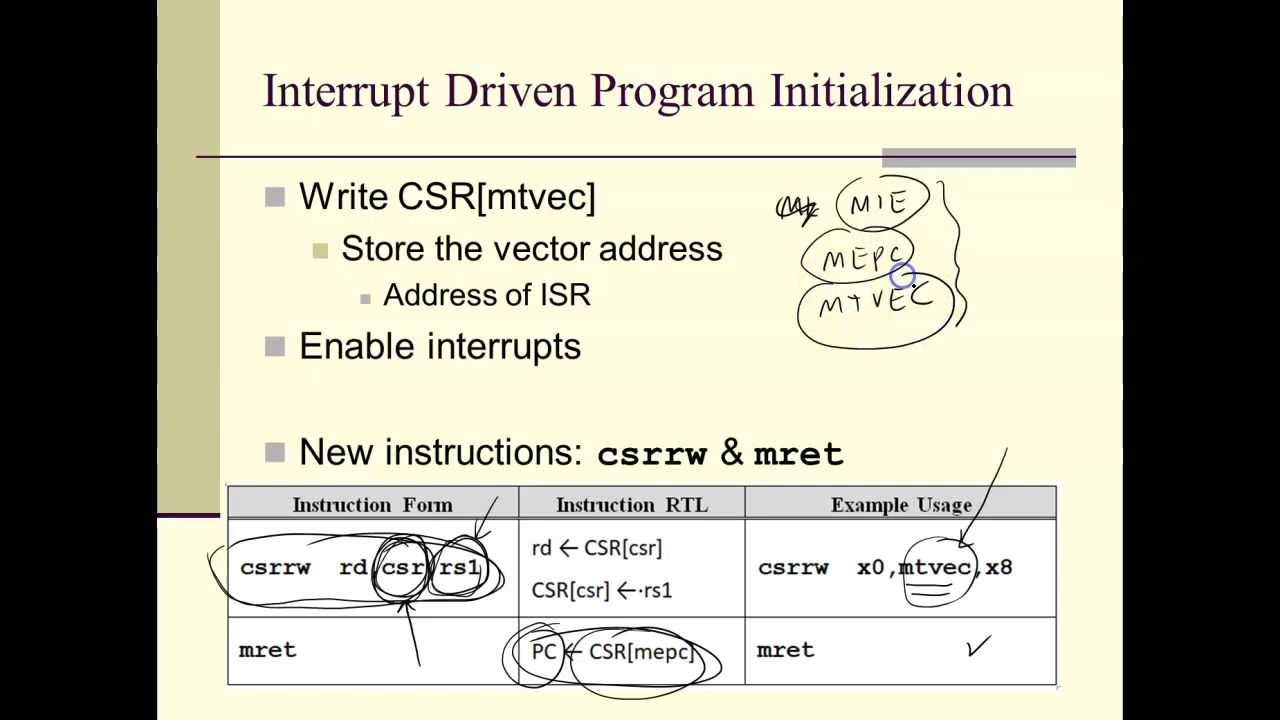 Interrupt Driven Program Initialization
Write CSR[mtvec]
MIE
Store the vector address
MEPC
Address of ISR
MTVEC
Enable interrupts
New instructions: csrrw & mret
Instruction Form Instruction RTL Example Usage
csrrw rd,csr,rs1 rd ← CSR[csr] csrrw x0,mtvec,x8
CSR[csr] ←·rs1
mret PC ← CSR[mepc] mret